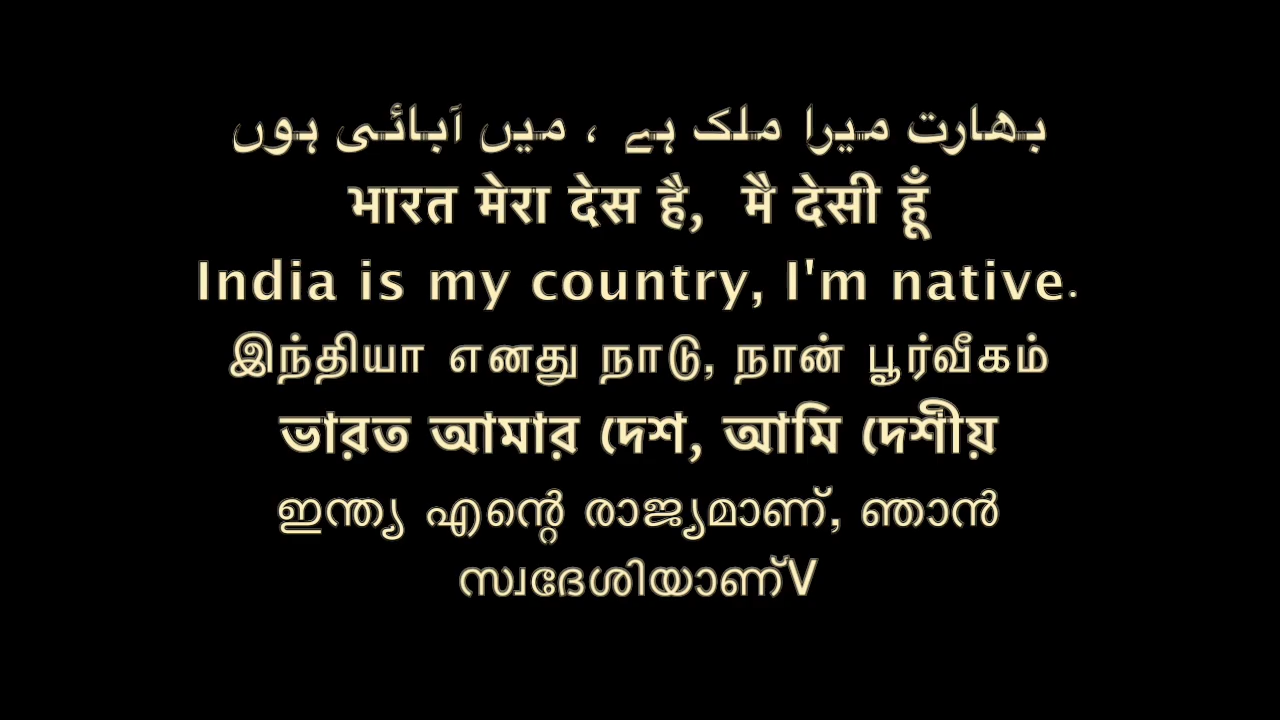 بھارت میرا ملک ہے ، میں آبائی ہوں
भारत मेरा देस है, मै देसी हूँ
India is my country, I'm native.
இந்தியா எனது நாடு, நான் பூர்வீகம்
ভারত আমার দেশ, আমি দেশীয়
ഇന്ത്യ എന്റെ രാജ്യമാണ്, ഞാൻ
സ്വദേശിയാണ്V